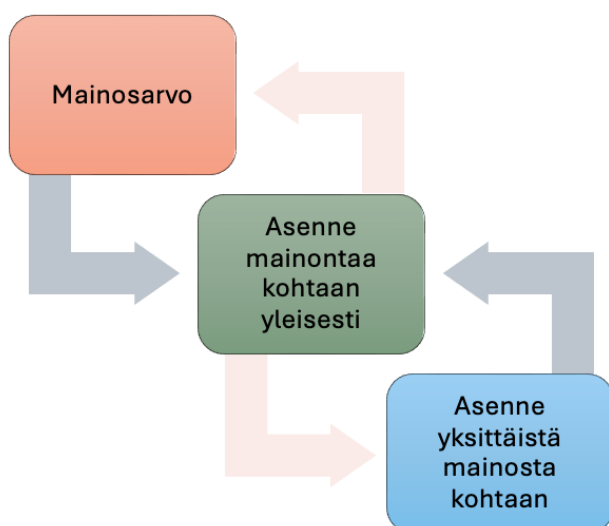 Mainosarvo
Asenne
mainontaa
kohtaan
yleisesti
Asenne
yksittäistä
mainosta
kohtaan